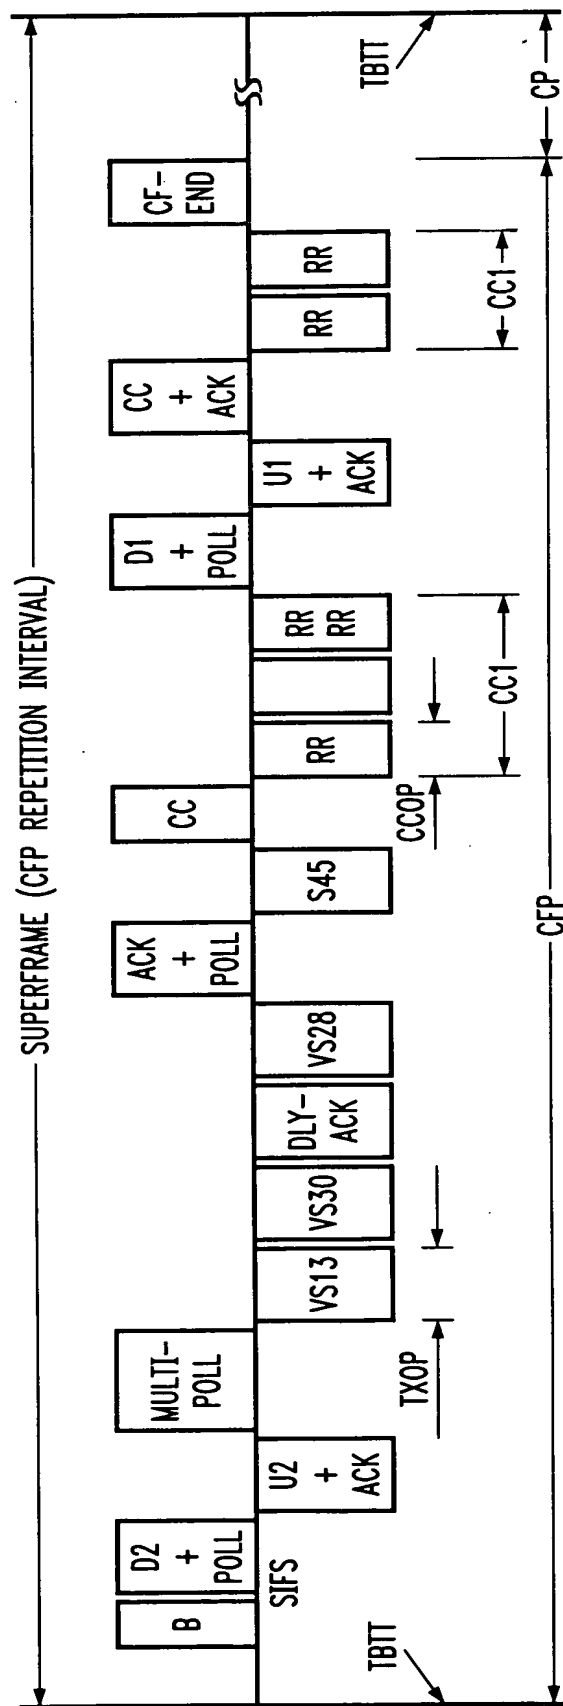 SUPERFRAME (CFP REPETITION INTERVAL)
B
D2
+
POLL
MULTI-
POLL
ACK
+
POLL
CC
D1
+
POLL
CC
+
ACK
CF-
END
SIFS
U2
+
ACK
VS13
VS30
DLY-
ACK
VS28
S45
RR
RR
RR
U1
+
ACK
RR
RR
TBTT
TXOP
CCOP
CC1
CC1
TBTT
CFP
CP